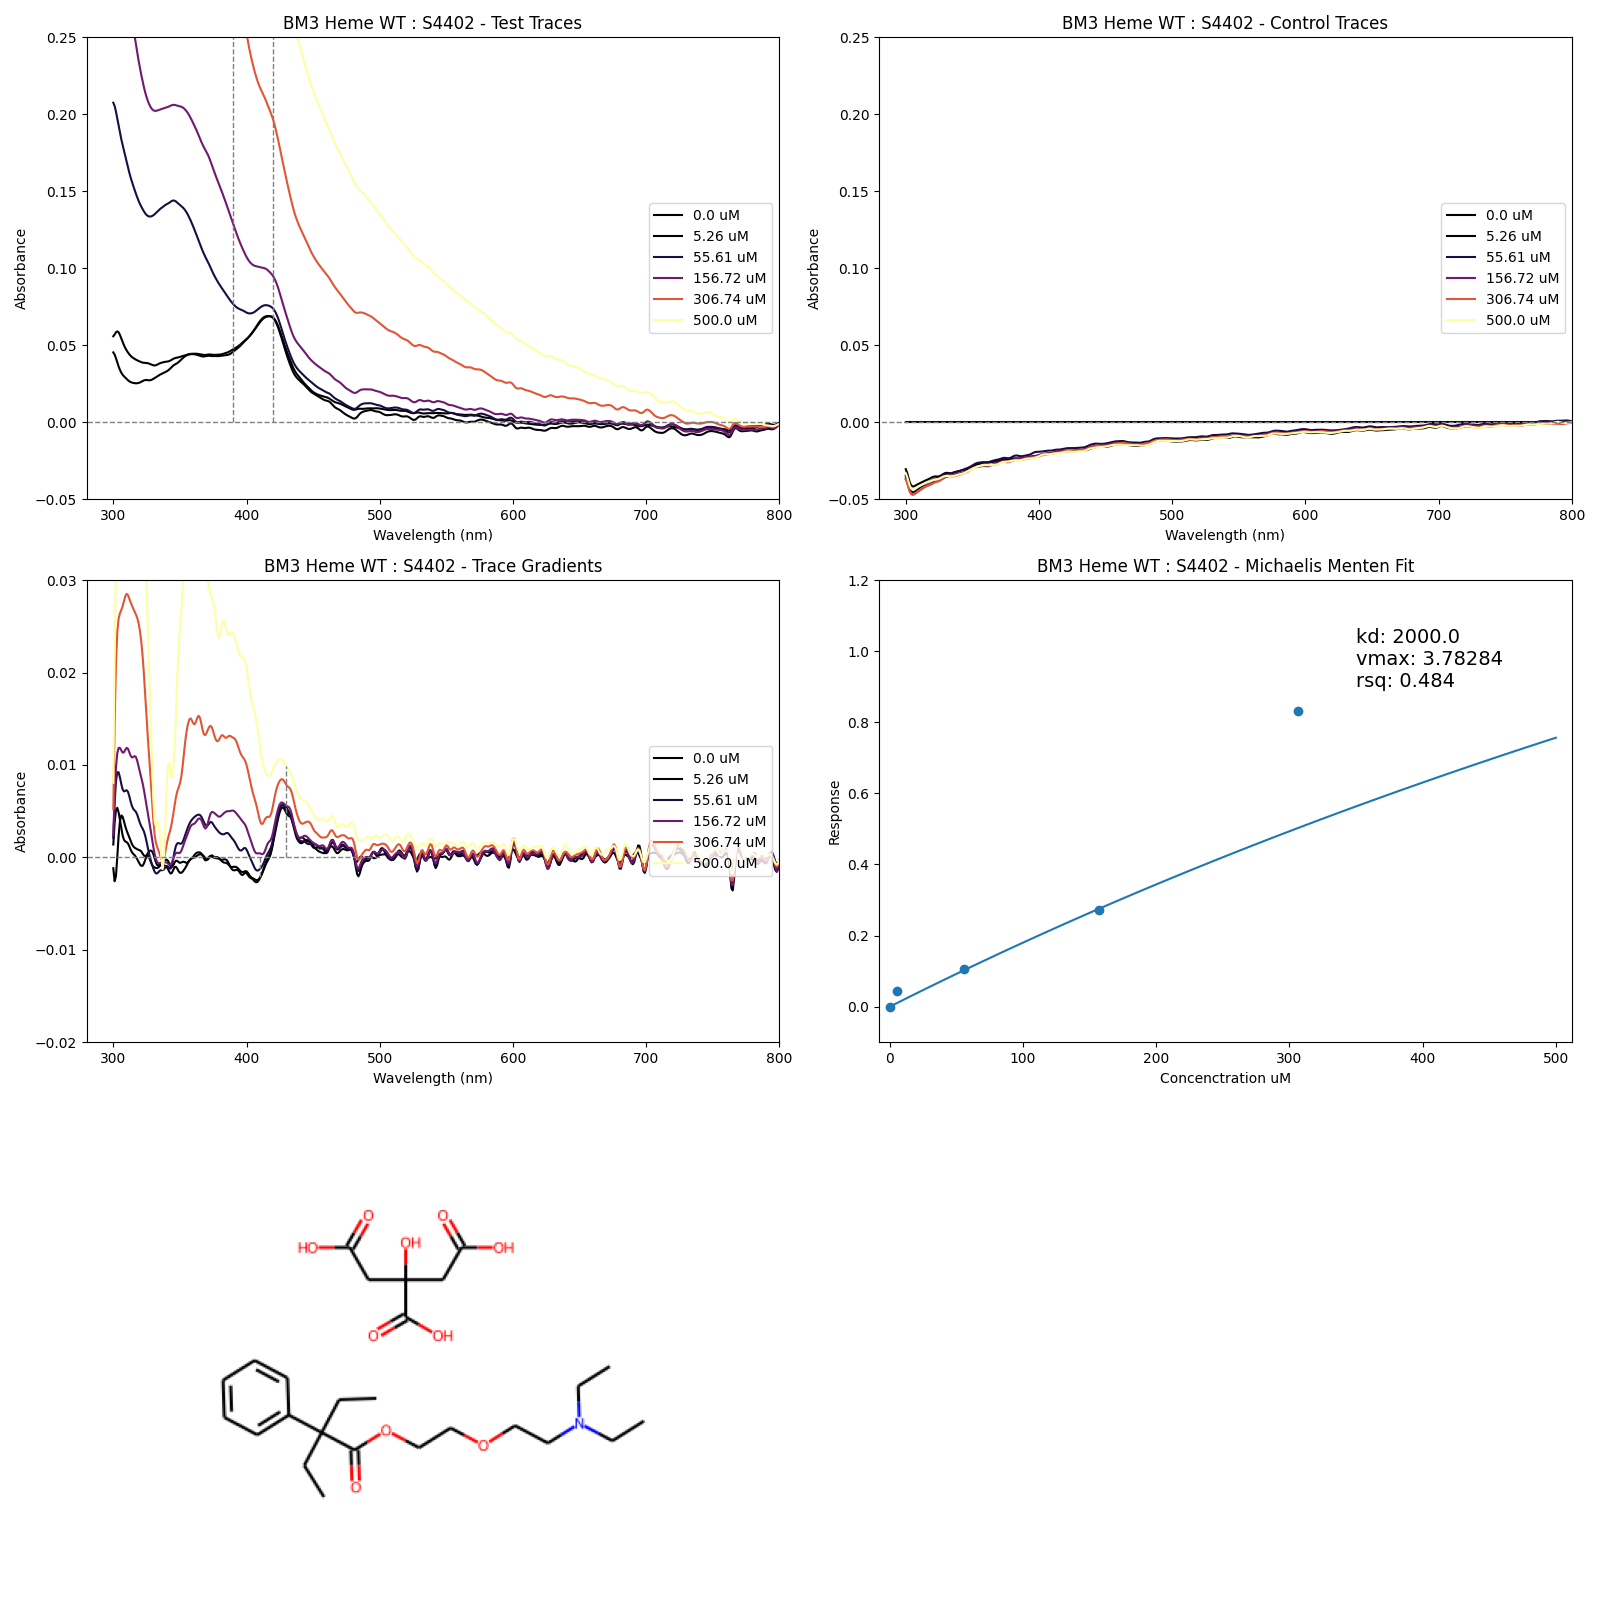 BM3 Heme WT : S4402 - Test Traces
0.25
0.20
0.15
0.10
0.05
0.00
−0.05
Absorbance
300 400 500 600 700 800
Wavelength (nm)
0.0 uM
5.26 uM
55.61 uM
156.72 uM
306.74 uM
500.0 uM
BM3 Heme WT : S4402 - Control Traces
0.25
0.20
0.15
0.10
0.05
0.00
−0.05
Absorbance
300 400 500 600 700 800
Wavelength (nm)
0.0 uM
5.26 uM
55.61 uM
156.72 uM
306.74 uM
500.0 uM
BM3 Heme WT : S4402 - Trace Gradients
0.03
0.02
0.01
0.00
−0.01
−0.02
Absorbance
300 400 500 600 700 800
Wavelength (nm)
0.0 uM
5.26 uM
55.61 uM
156.72 uM
306.74 uM
500.0 uM
BM3 Heme WT : S4402 - Michaelis Menten Fit
1.2
1.0
0.8
0.6
0.4
0.2
0.0
Response
0 100 200 300 400 500
Concenctration uM
kd: 2000.0
vmax: 3.78284
rsq: 0.484
O O
HO OH OH
O OH
O N
O
O